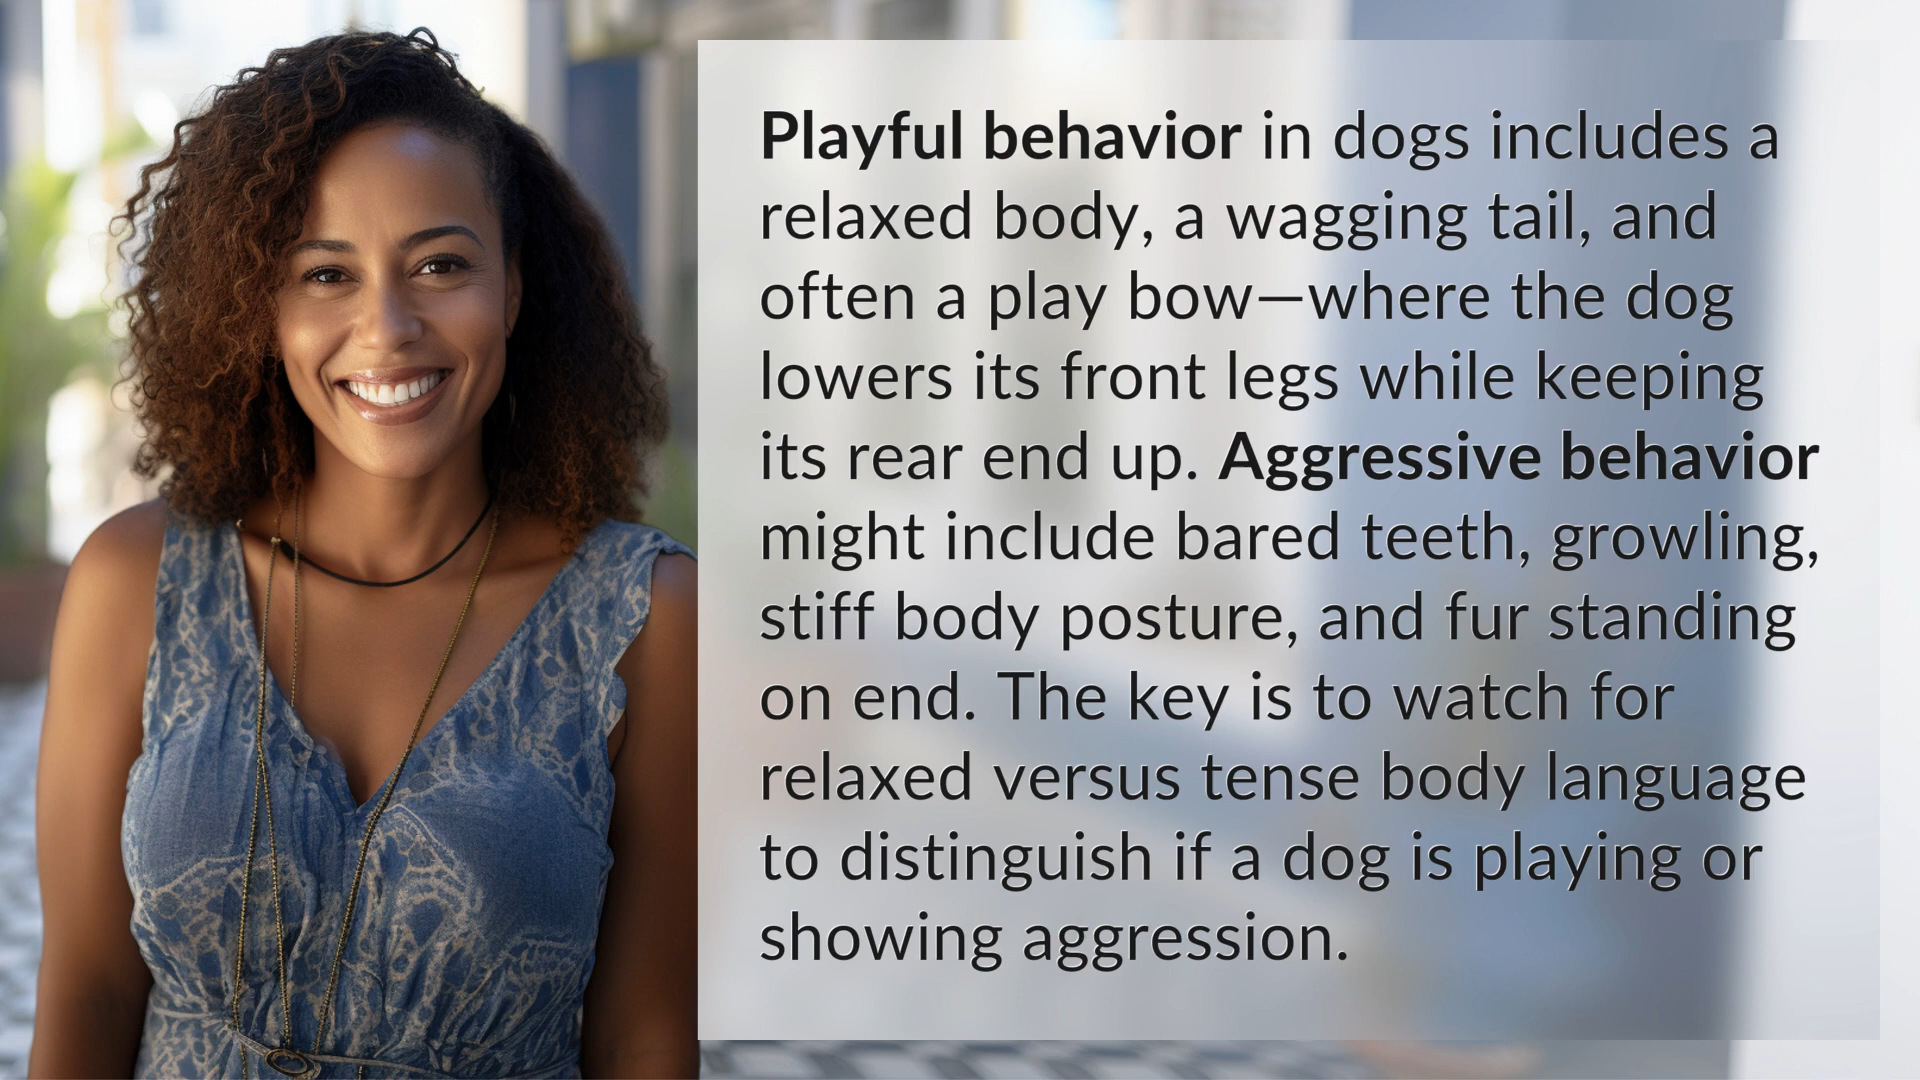 Playful behavior in dogs includes a
relaxed body, a wagging tail, and
often a play bow—where the dog
lowers its front legs while keeping
its rear end up. Aggressive behavior
might include bared teeth, growling,
stiff body posture, and fur standing
on end. The key is to watch for
relaxed versus tense body language
to distinguish if a dog is playing or
showing aggression.